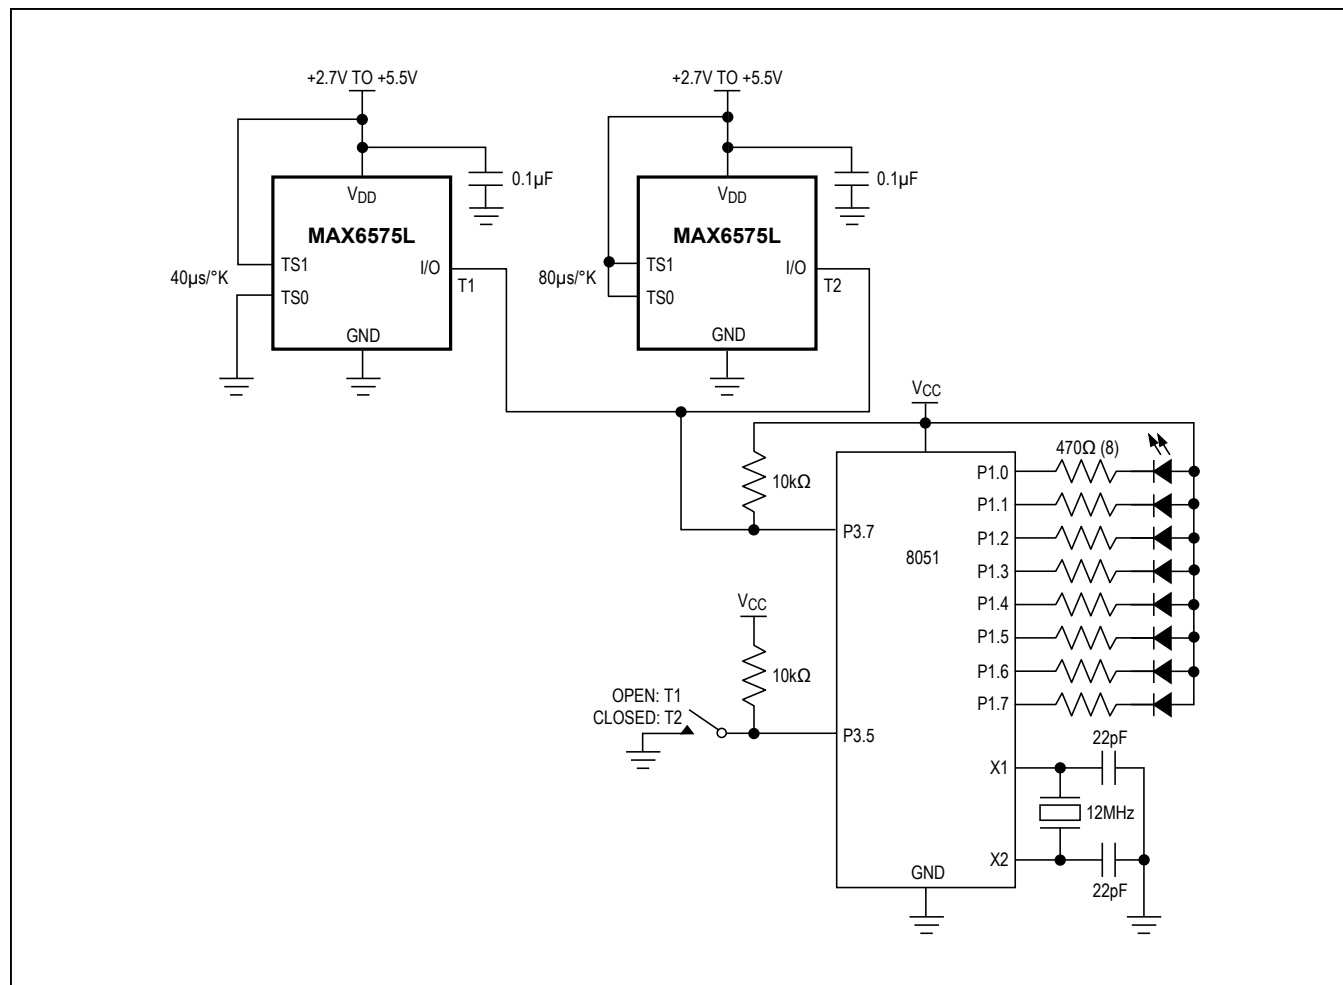 +2.7V TO +5.5V
+2.7V TO +5.5V
0.1µF
0.1µF
VDD
VDD
MAX6575L
MAX6575L
40µs/°K
TS1
TS0
I/O
T1
GND
80µs/°K
TS1
TS0
I/O
T2
GND
VCC
470Ω (8)
10kΩ
P3.7
8051
P1.0
P1.1
P1.2
P1.3
P1.4
P1.5
P1.6
P1.7
VCC
10kΩ
OPEN: T1
CLOSED: T2
P3.5
22pF
X1
12MHz
X2
GND
22pF